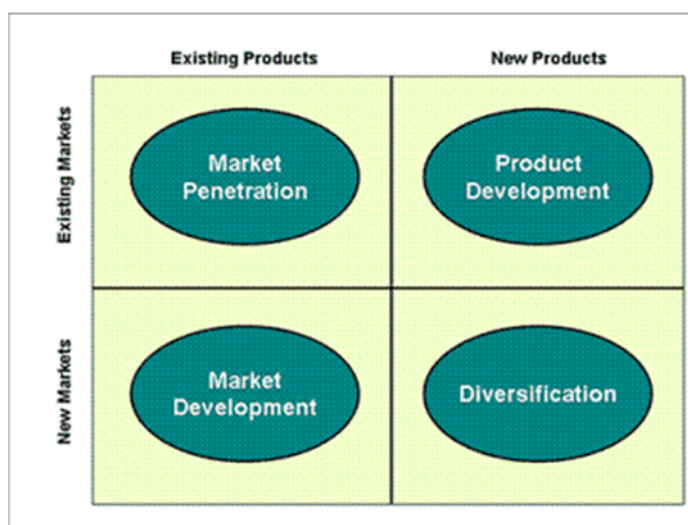 Existing Products
New Products
Existing Markets
Market
Penetration
Product
Development
New Markets
Market
Development
Diversification